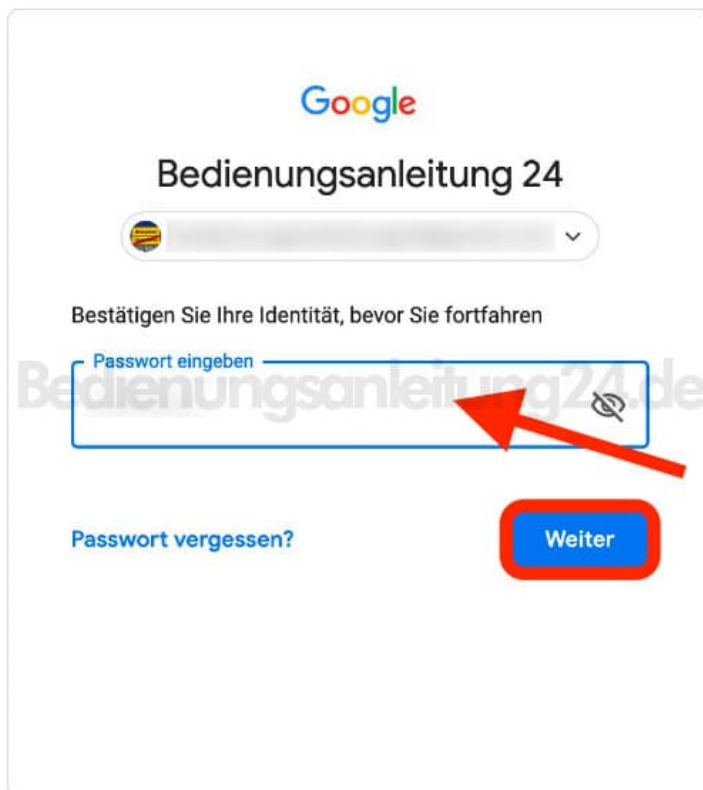 Google
Bedienungsanleitung 24
Bestätigen Sie Ihre Identität, bevor Sie fortfahren
Passwort eingeben
Bedienungsanleitung24.de
Passwort vergessen?
Weiter